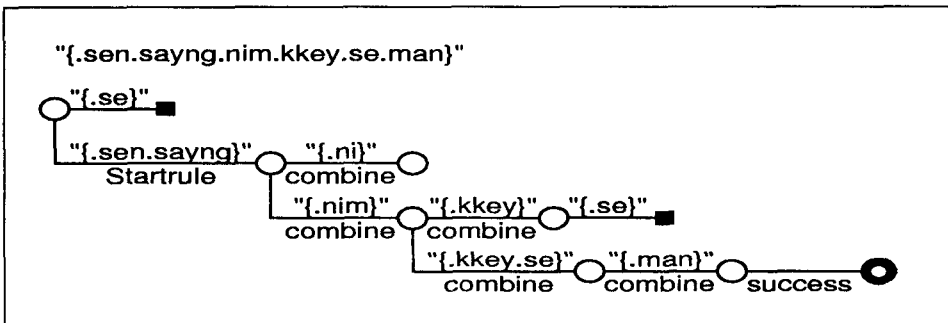 "{.sen.sayng.nim.kkey.se.man}"
"{.se}"
"{.sen.sayng}" "{.ni}"
Startrule combine
"{.nim}" "{.kkey}" "{.se}"
combine combine
"{.kkey.se}" "{.man}"
combine combine success